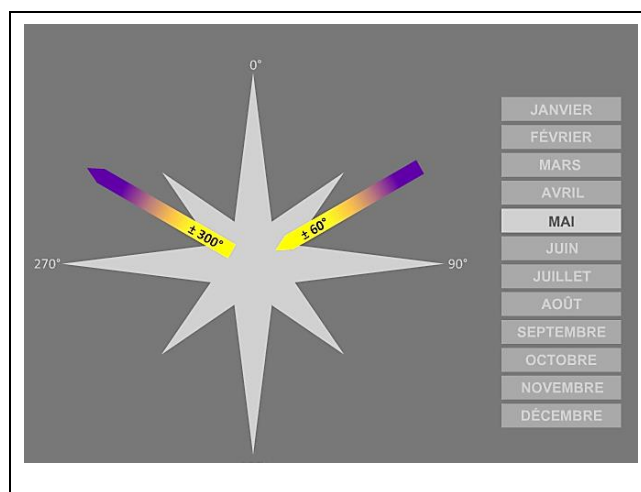 0°
± 300°
± 60°
270°
90°
JANVIER
FÉVRIER
MARS
AVRIL
MAI
JUIN
JUILLET
AOÛT
SEPTEMBRE
OCTOBRE
NOVEMBRE
DÉCEMBRE